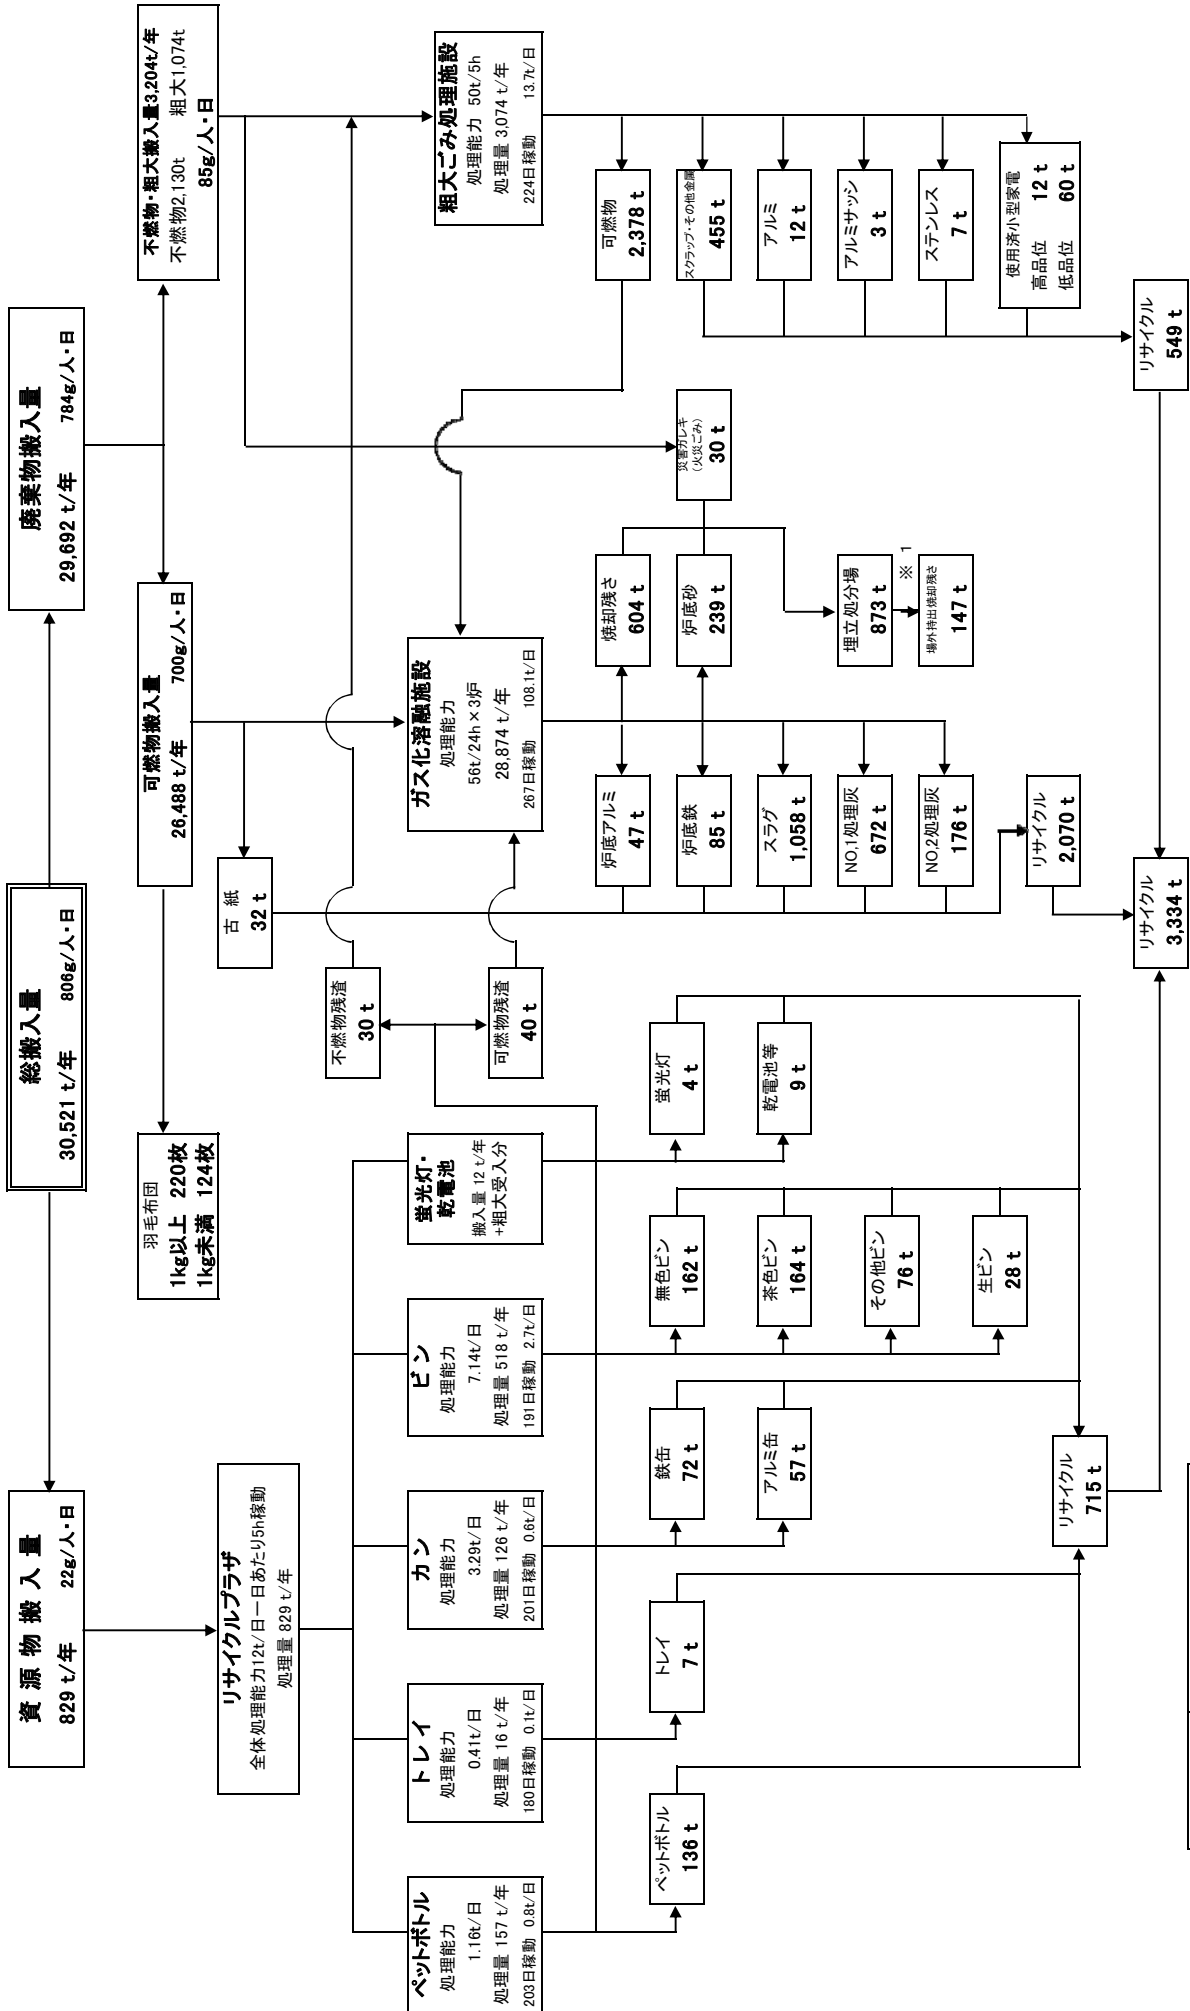 総搬入量
30,521 t/年 806g/人・日
資 源 物 搬 入 量
829 t/年 22g/人・日
廃棄物搬入量
29,692 t/年 784g/人・日
羽毛布団
1kg以上 220枚
1kg未満 124枚
可燃物搬入量
26,488 t/年 700g/人・日
不燃物・粗大搬入量3,204t/年
不燃物2,130t 粗大1,074t
85g/人・日
リサイクルプラザ
全体処理能力12t/日一日あたり5h稼動
処理量 829 t/年
古 紙
32 t
不燃物残渣
30 t
可燃物残渣
40 t
ペットボトル
処理能力
1.16t/日
処理量 157 t/年
203日稼動 0.8t/日
トレイ
処理能力
0.41t/日
処理量 16 t/年
180日稼動 0.1t/日
カン
処理能力
3.29t/日
処理量 126 t/年
201日稼動 0.6t/日
ビン
処理能力
7.14t/日
処理量 518 t/年
191日稼動 2.7t/日
蛍光灯・
乾電池
搬入量 12 t/年
+粗大受入分
ガス化溶融施設
処理能力
56t/24h×3炉
28,874 t/年
267日稼動 108.1t/日
粗大ごみ処理施設
処理能力 50t/5h
処理量 3,074 t/年
224日稼動 13.7t/日
ペットボトル
136 t
トレイ
7 t
鉄缶
72 t
アルミ缶
57 t
無色ビン
162 t
茶色ビン
164 t
その他ビン
76 t
生ビン
28 t
蛍光灯
4 t
乾電池等
9 t
炉底アルミ
47 t
炉底鉄
85 t
スラグ
1,058 t
NO,1処理灰
672 t
NO,2処理灰
176 t
焼却残さ
604 t
炉底砂
239 t
災害ガレキ
(火災ごみ)
30 t
埋立処分場
873 t
※ 1
場外持出焼却残さ
147 t
可燃物
2,378 t
スクラップ・その他金属
455 t
アルミ
12 t
アルミサッシ
3 t
ステンレス
7 t
使用済小型家電
高品位 12 t
低品位 60 t
リサイクル
715 t
リサイクル
2,070 t
リサイクル
549 t
リサイクル
3,334 t